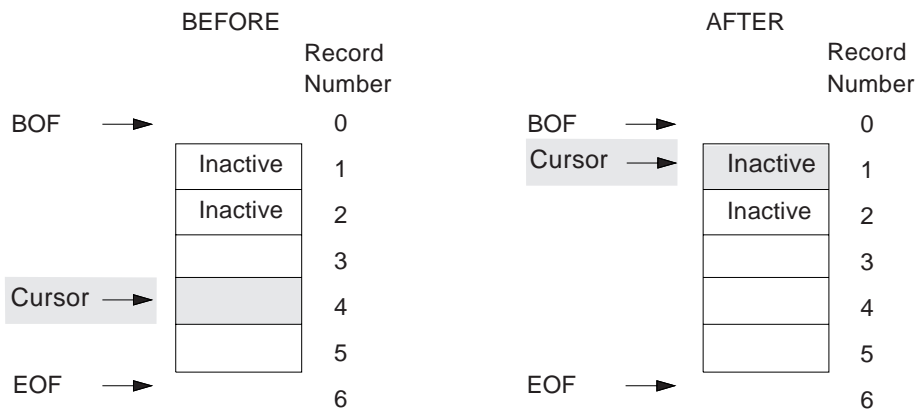 BEFORE
AFTER
Record
Number
Record
Number
BOF
0
BOF
0
Inactive
1
Cursor
Inactive
1
Inactive
2
Inactive
2
3
3
Cursor
4
4
5
5
EOF
6
EOF
6